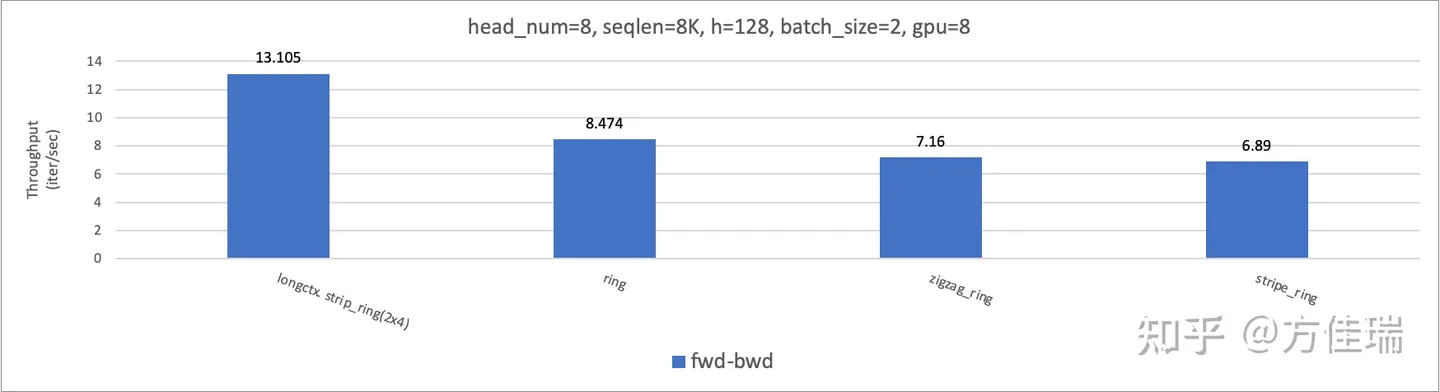 head_num=8, seqlen=8K, h=128, batch_size=2, gpu=8
Throughput
(iter/sec)
14
12
10
8
6
4
2
0
13.105
8.474
7.16
6.89
longctx. strip_ring(2x4)
ring
zigzag_ring
stripe_ring
fwd-bwd
知乎 @方佳瑞